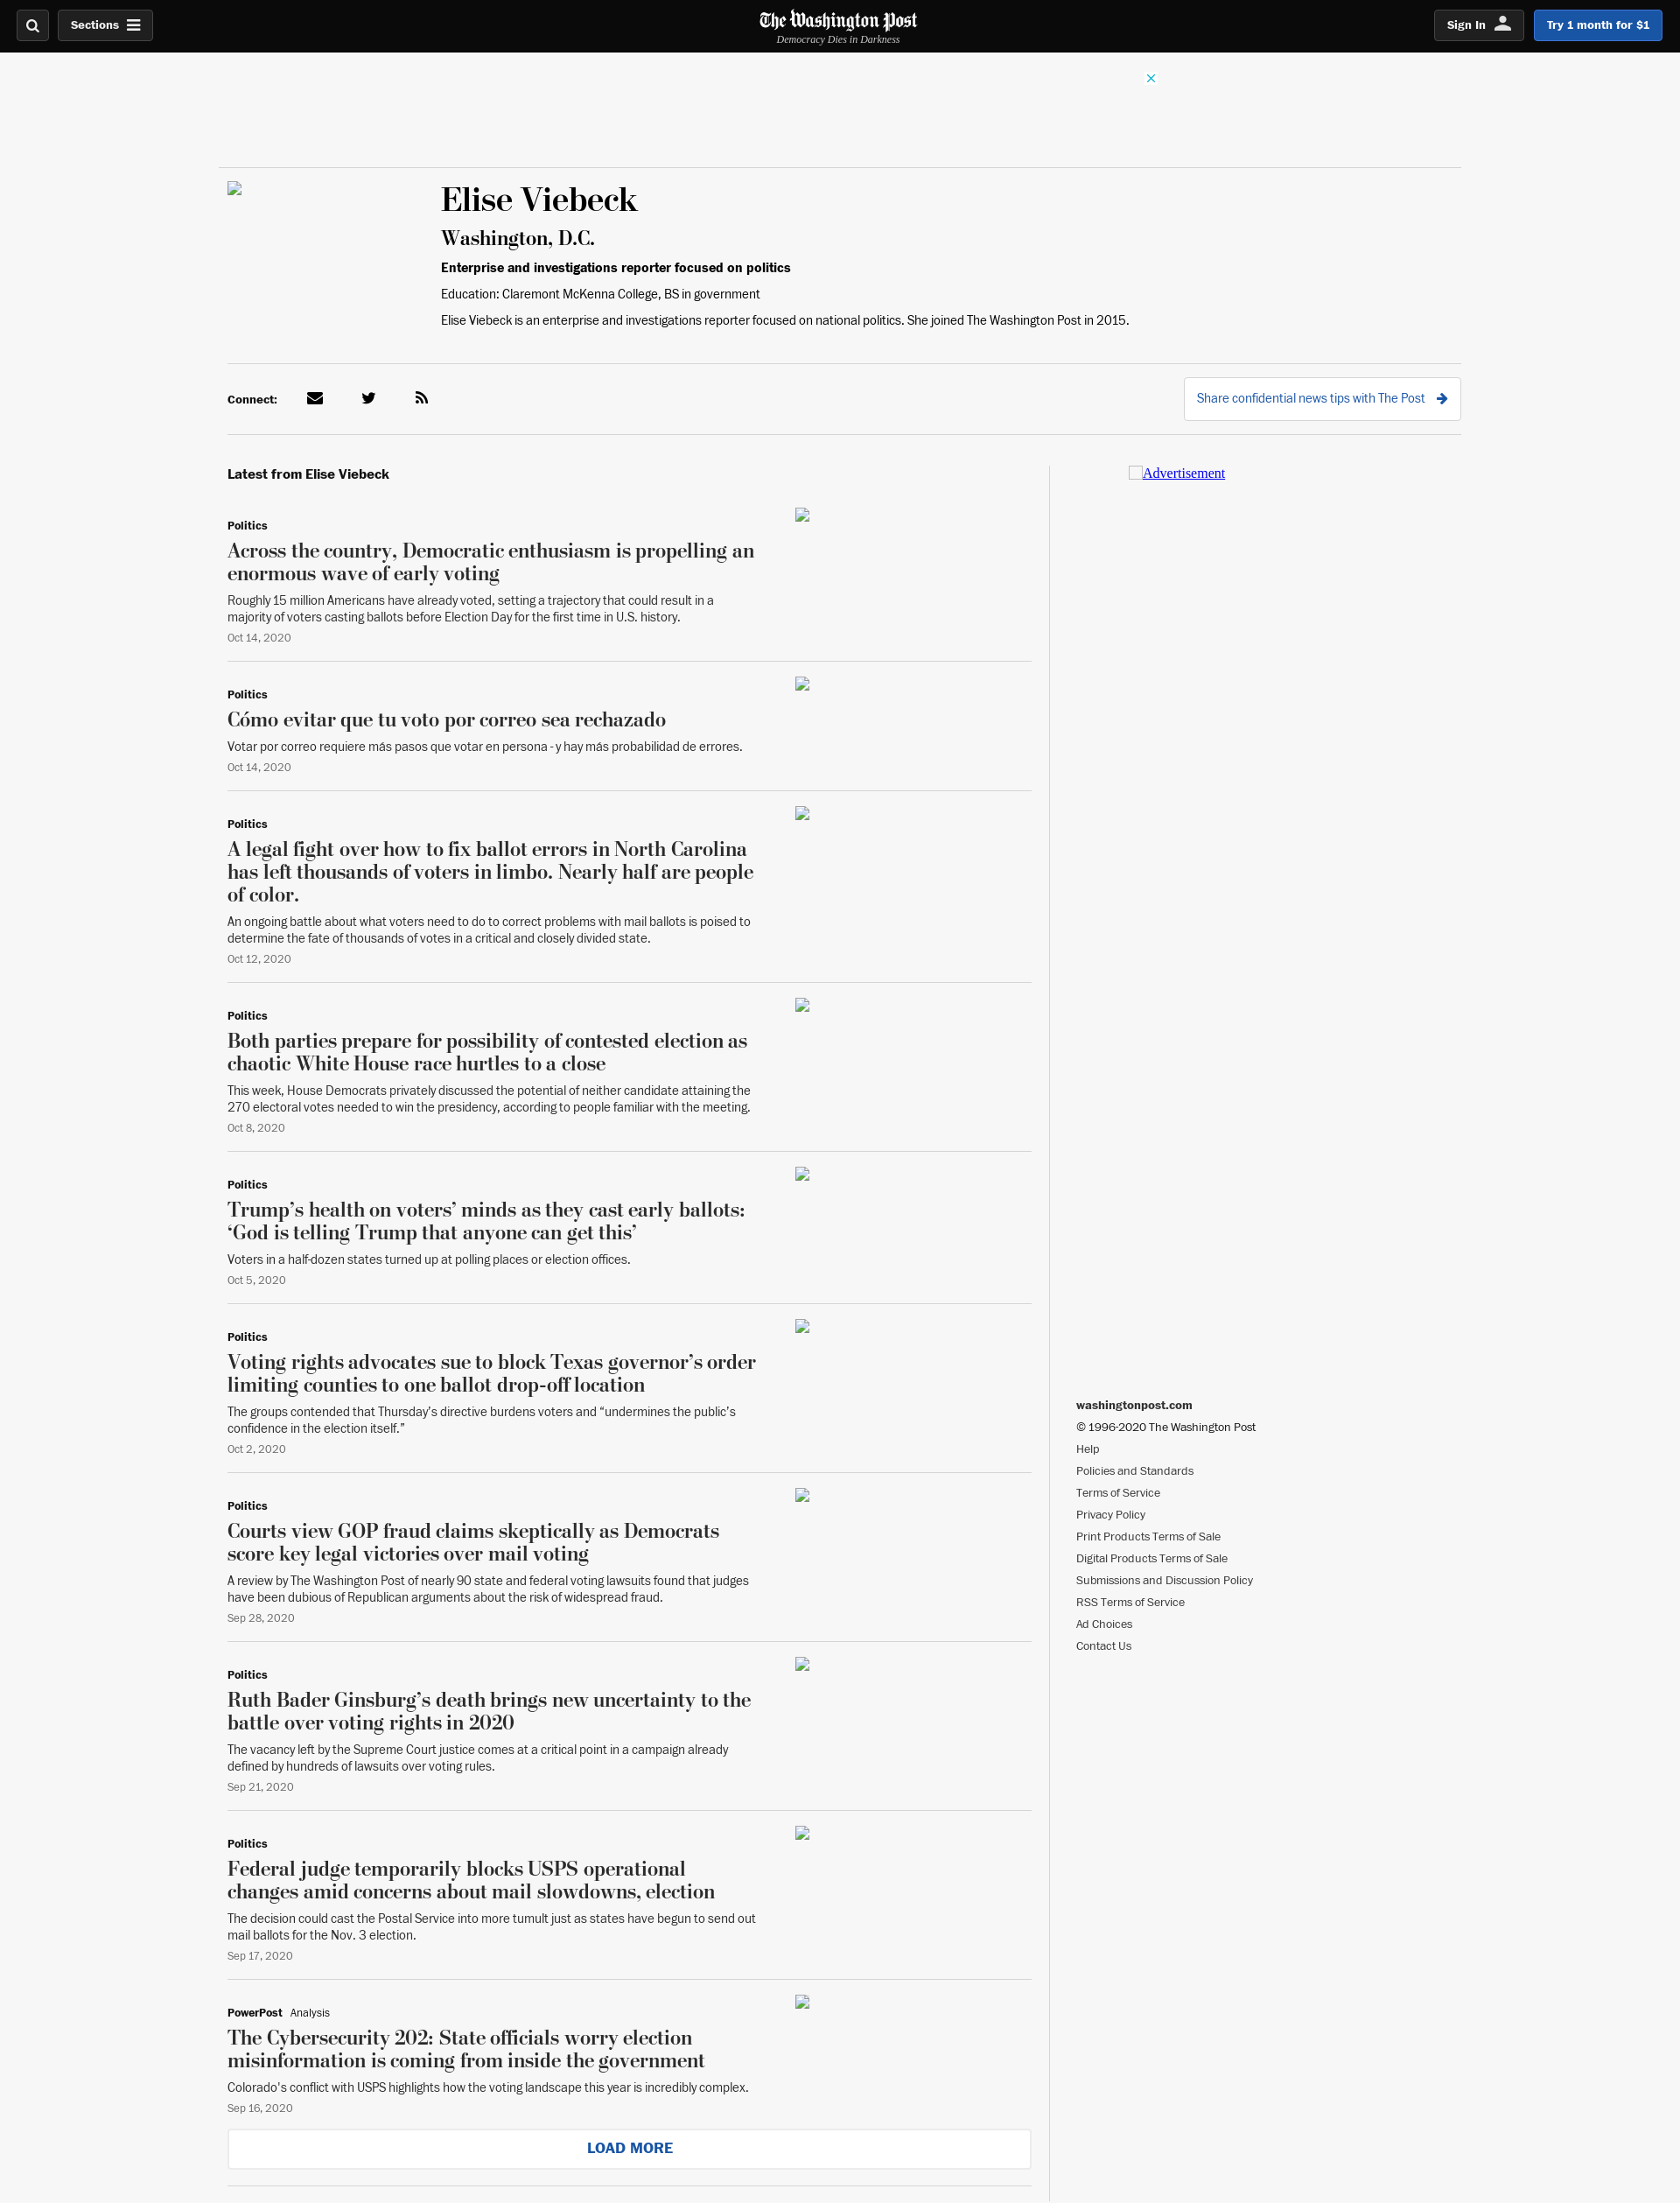 Sections
The Washington Post
Democracy Dies in Darkness
Sign In
Try 1 month for $1
Elise Viebeck
Washington, D.C.
Enterprise and investigations reporter focused on politics
Education: Claremont McKenna College, BS in government
Elise Viebeck is an enterprise and investigations reporter focused on national politics. She joined The Washington Post in 2015.
Connect:
Share confidential news tips with The Post
Latest from Elise Viebeck
Advertisement
Politics
Across the country, Democratic enthusiasm is propelling an
enormous wave of early voting
Roughly 15 million Americans have already voted, setting a trajectory that could result in a
majority of voters casting ballots before Election Day for the first time in U.S. history.
Oct 14, 2020
Politics
Cómo evitar que tu voto por correo sea rechazado
Votar por correo requiere más pasos que votar en persona - y hay más probabilidad de errores.
Oct 14, 2020
Politics
A legal fight over how to fix ballot errors in North Carolina
has left thousands of voters in limbo. Nearly half are people
of color.
An ongoing battle about what voters need to do to correct problems with mail ballots is poised to
determine the fate of thousands of votes in a critical and closely divided state.
Oct 12, 2020
Politics
Both parties prepare for possibility of contested election as
chaotic White House race hurtles to a close
This week, House Democrats privately discussed the potential of neither candidate attaining the
270 electoral votes needed to win the presidency, according to people familiar with the meeting.
Oct 8, 2020
Politics
Trump’s health on voters’ minds as they cast early ballots:
‘God is telling Trump that anyone can get this’
Voters in a half-dozen states turned up at polling places or election offices.
Oct 5, 2020
Politics
Voting rights advocates sue to block Texas governor’s order
limiting counties to one ballot drop-off location
The groups contended that Thursday’s directive burdens voters and “undermines the public’s
confidence in the election itself.”
Oct 2, 2020
Politics
Courts view GOP fraud claims skeptically as Democrats
score key legal victories over mail voting
A review by The Washington Post of nearly 90 state and federal voting lawsuits found that judges
have been dubious of Republican arguments about the risk of widespread fraud.
Sep 28, 2020
Politics
Ruth Bader Ginsburg’s death brings new uncertainty to the
battle over voting rights in 2020
The vacancy left by the Supreme Court justice comes at a critical point in a campaign already
defined by hundreds of lawsuits over voting rules.
Sep 21, 2020
Politics
Federal judge temporarily blocks USPS operational
changes amid concerns about mail slowdowns, election
The decision could cast the Postal Service into more tumult just as states have begun to send out
mail ballots for the Nov. 3 election.
Sep 17, 2020
PowerPost Analysis
The Cybersecurity 202: State officials worry election
misinformation is coming from inside the government
Colorado's conflict with USPS highlights how the voting landscape this year is incredibly complex.
Sep 16, 2020
LOAD MORE
washingtonpost.com
© 1996-2020 The Washington Post
Help
Policies and Standards
Terms of Service
Privacy Policy
Print Products Terms of Sale
Digital Products Terms of Sale
Submissions and Discussion Policy
RSS Terms of Service
Ad Choices
Contact Us